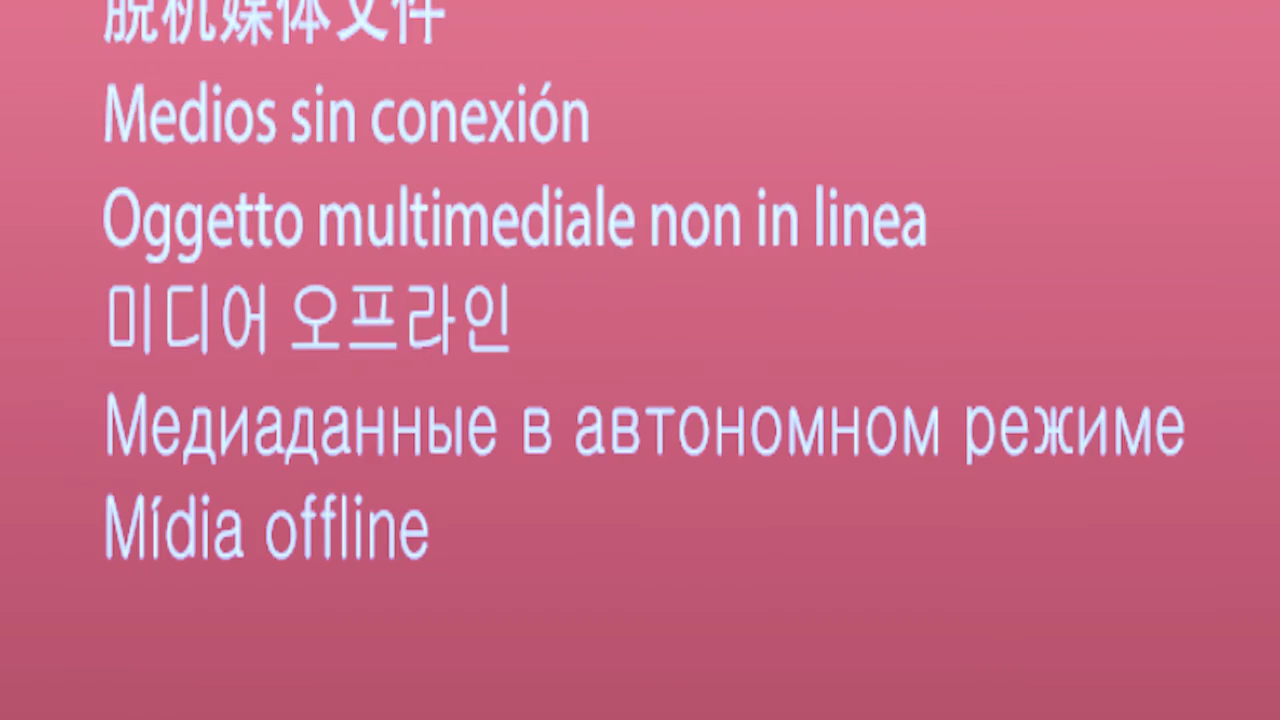 脱机媒体文件
Medios sin conexión
Oggetto multimediale non in linea
미디어 오프라인
Медиаданные в автономном режиме
Mídia offline